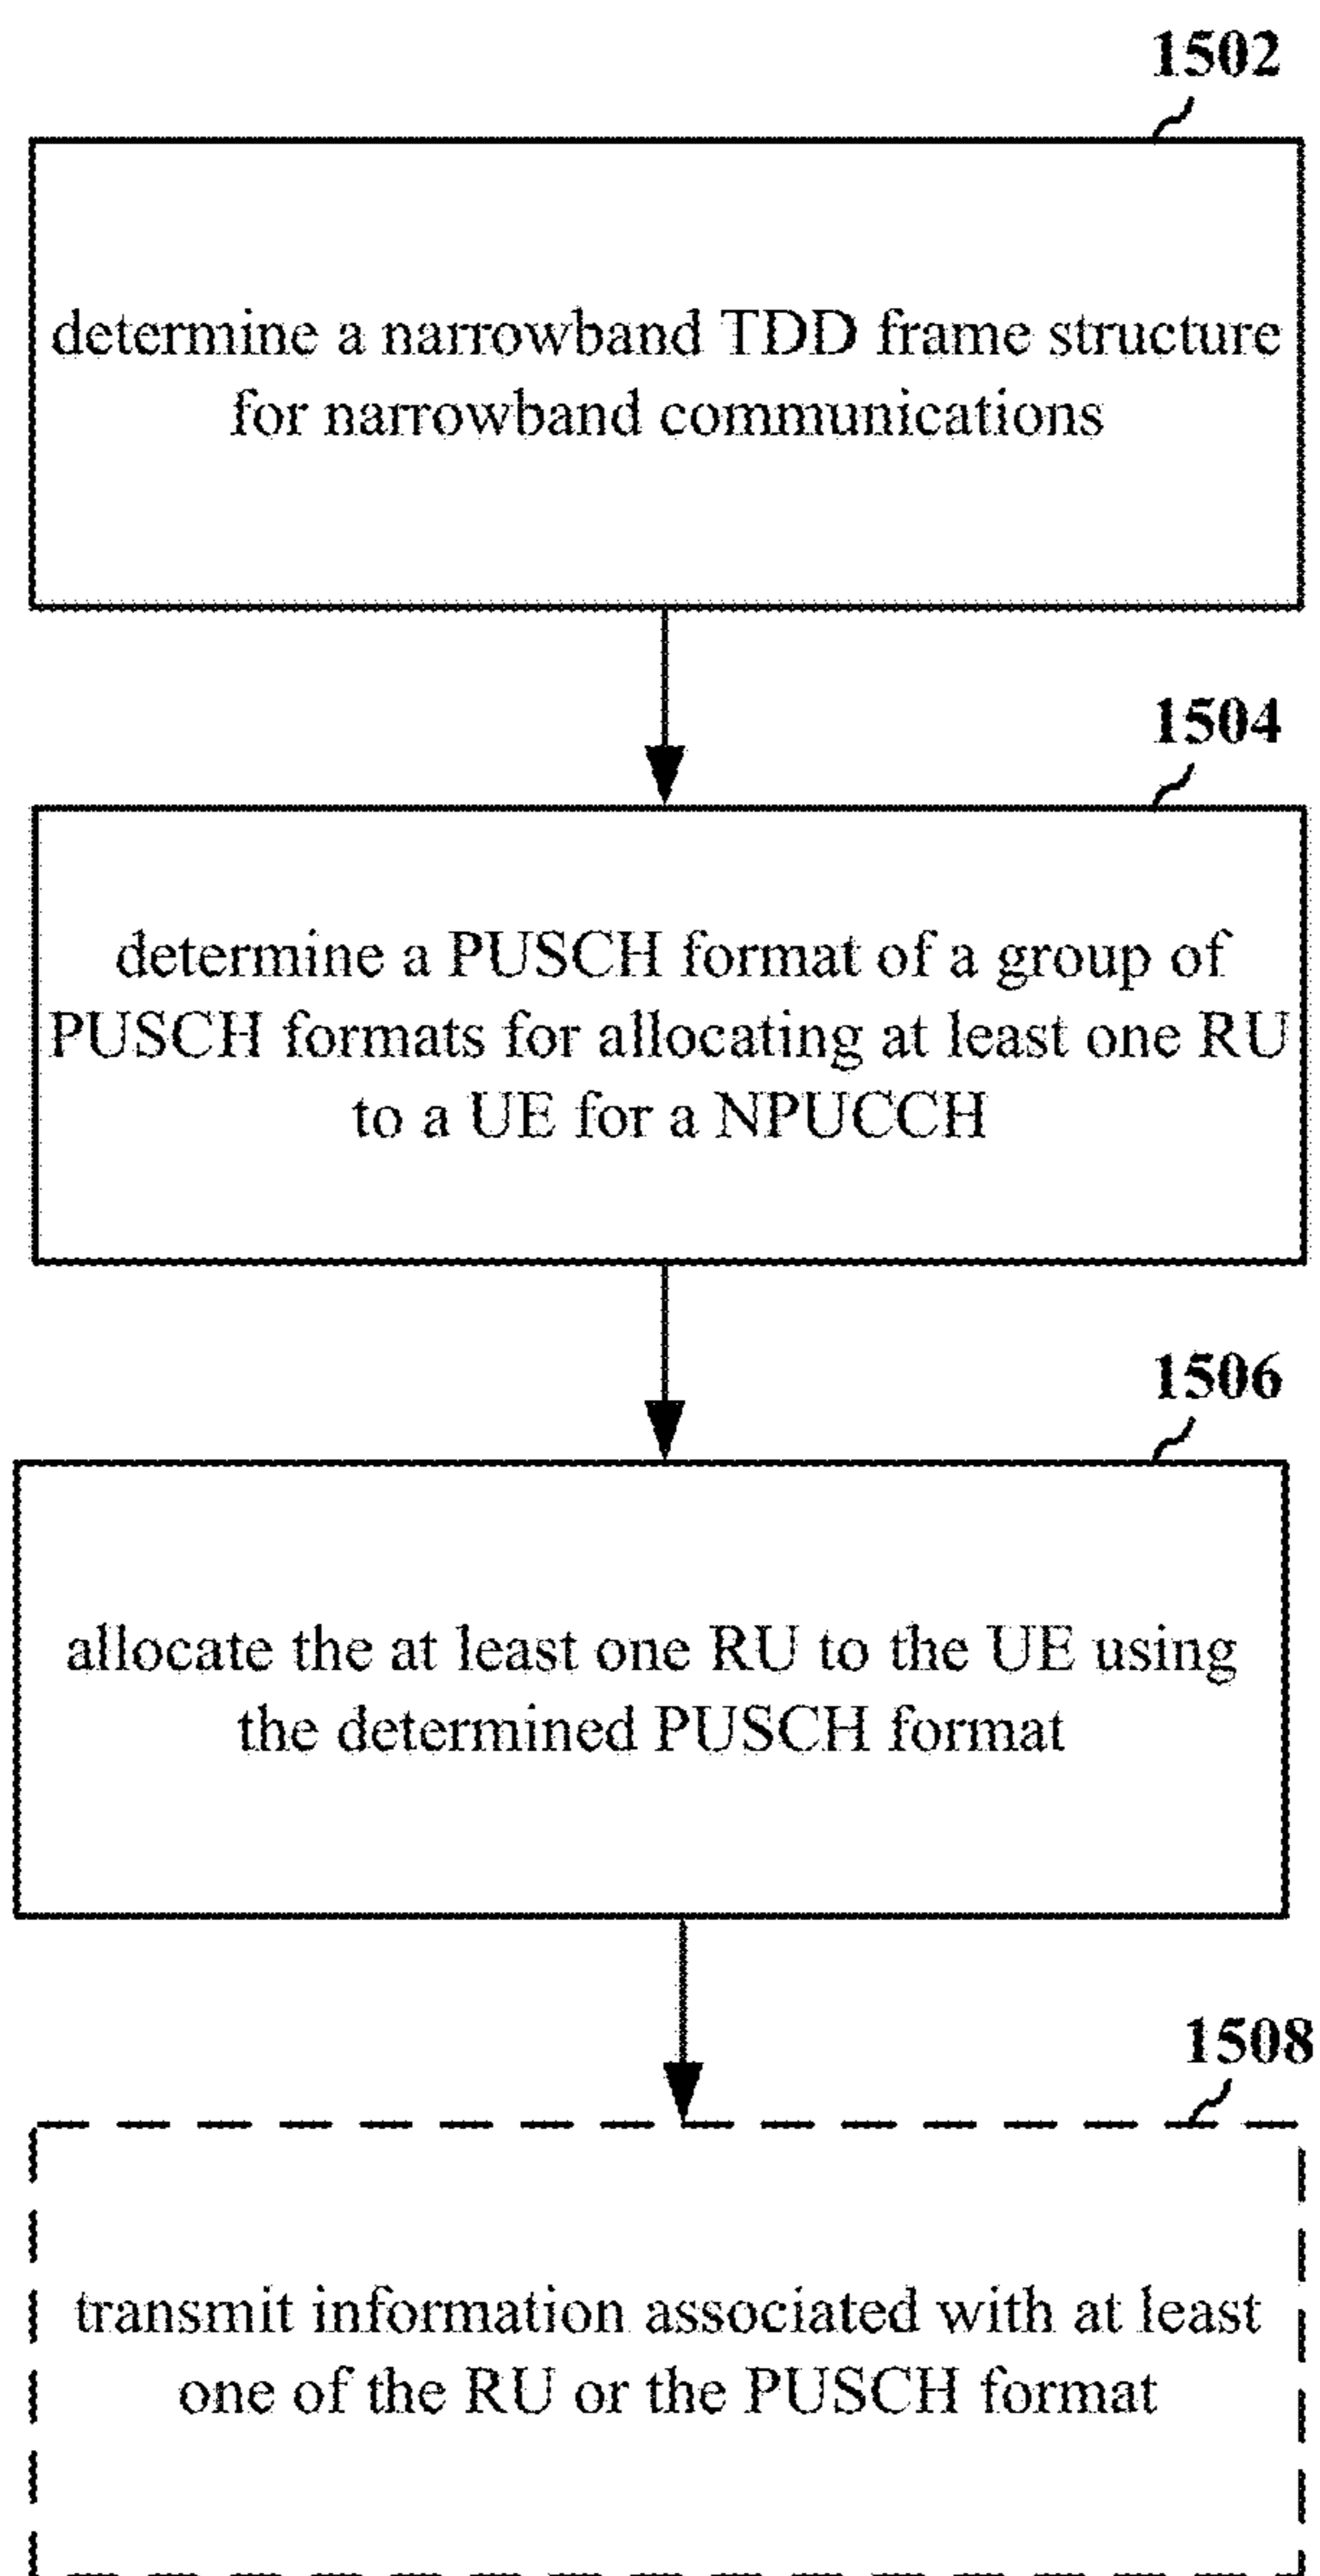 1502
determine a narrowband TDD frame structure
for narrowband communications
1504
determine a PUSCH format of a group of
PUSCH formats for allocating at least one RU
to a UE for a NPUCCH
1506
allocate the at least one RU to the UE using
the determined PUSCH format
1508
transmit information associated with at least
one of the RU or the PUSCH format